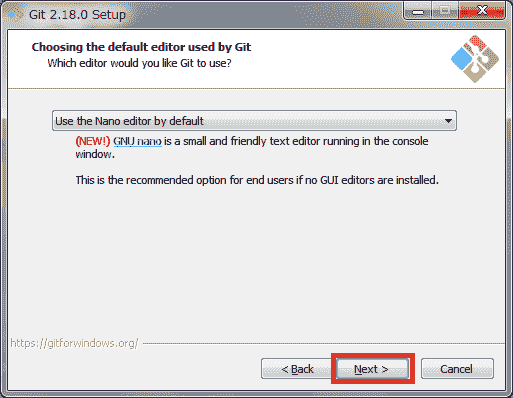 Git 2.18.0 Setup
Choosing the default editor used by Git
Which editor would you like Git to use?
Use the Nano editor by default
(NEW!) GNU nano is a small and friendly text editor running in the console
window.
This is the recommended option for end users if no GUI editors are installed.
https://gitforwindows.org/
< Back
Next >
Cancel